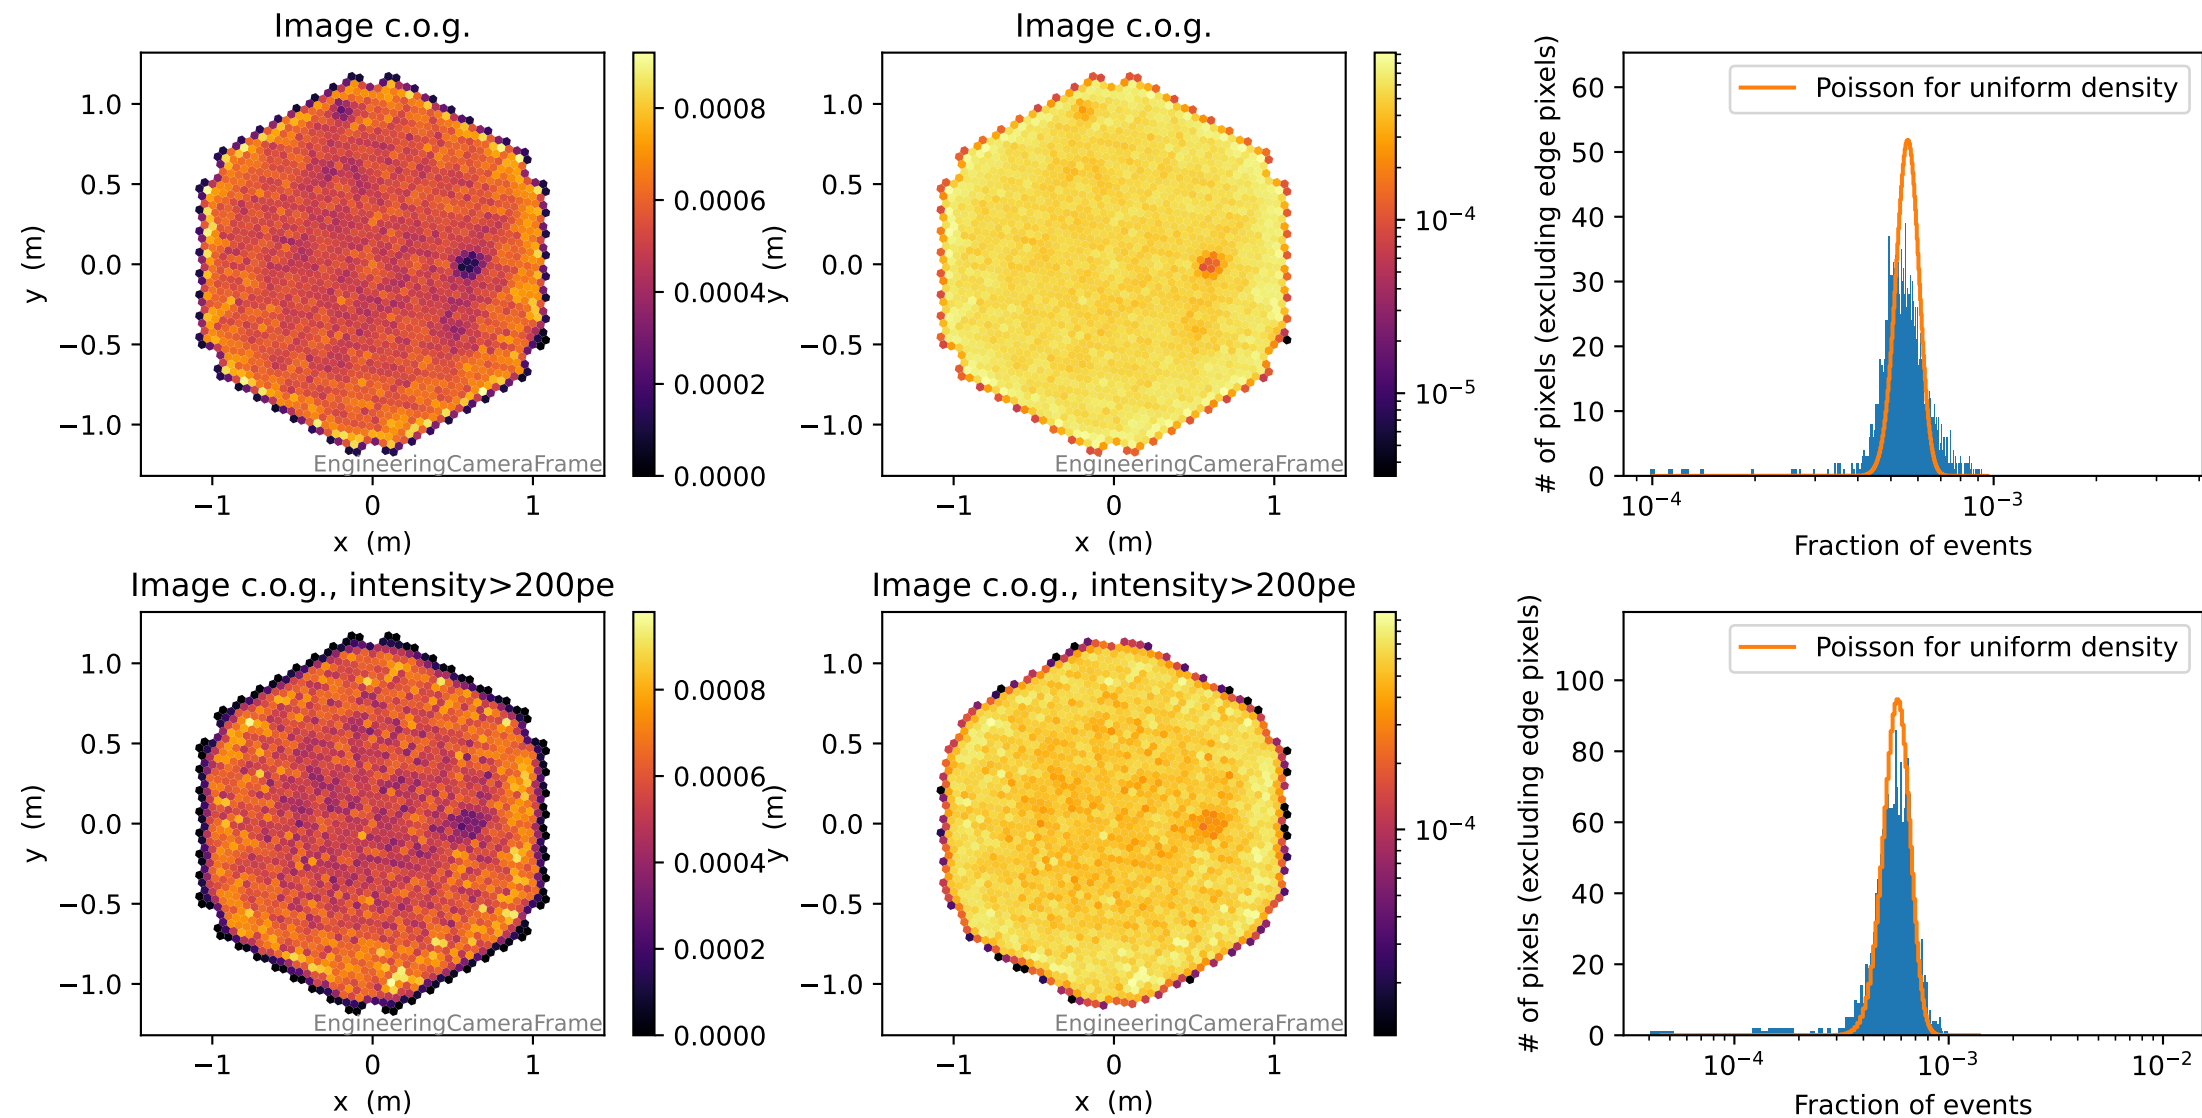 Image c.o.g.
y (m)
1.0
0.5
0.0
−0.5
−1.0
−1
0
1
x (m)
EngineeringCameraFrame
0.0008
0.0006
0.0004
0.0002
0.0000
Image c.o.g.
y (m)
1.0
0.5
0.0
−0.5
−1.0
−1
0
1
x (m)
EngineeringCameraFrame
10−4
10−5
# of pixels (excluding edge pixels)
60
50
40
30
20
10
0
Poisson for uniform density
10−4
10−3
Fraction of events
Image c.o.g., intensity>200pe
y (m)
1.0
0.5
0.0
−0.5
−1.0
−1
0
1
x (m)
EngineeringCameraFrame
0.0008
0.0006
0.0004
0.0002
0.0000
Image c.o.g., intensity>200pe
y (m)
1.0
0.5
0.0
−0.5
−1.0
−1
0
1
x (m)
EngineeringCameraFrame
10−4
# of pixels (excluding edge pixels)
100
80
60
40
20
0
Poisson for uniform density
10−4
10−3
10−2
Fraction of events